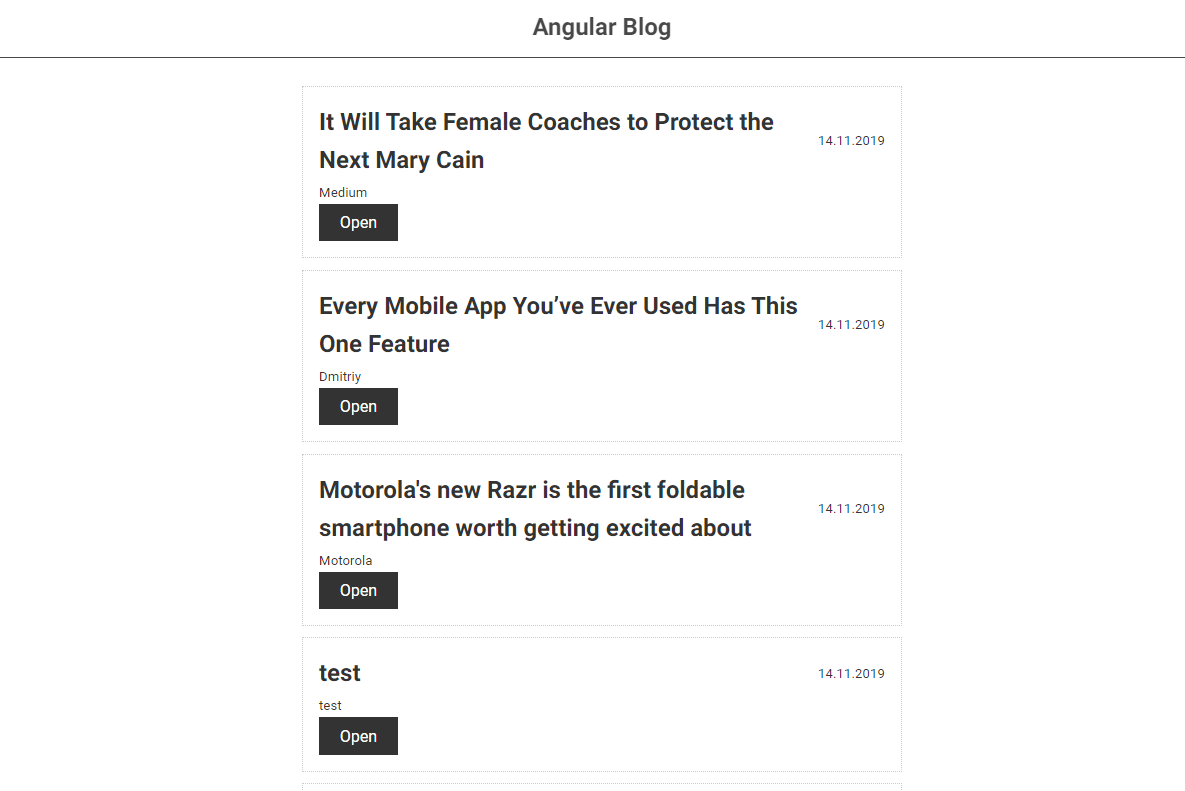 Angular Blog
It Will Take Female Coaches to Protect the
Next Mary Cain
14.11.2019
Medium
Open
Every Mobile App You’ve Ever Used Has This
One Feature
14.11.2019
Dmitriy
Open
Motorola's new Razr is the first foldable
smartphone worth getting excited about
14.11.2019
Motorola
Open
test
14.11.2019
test
Open